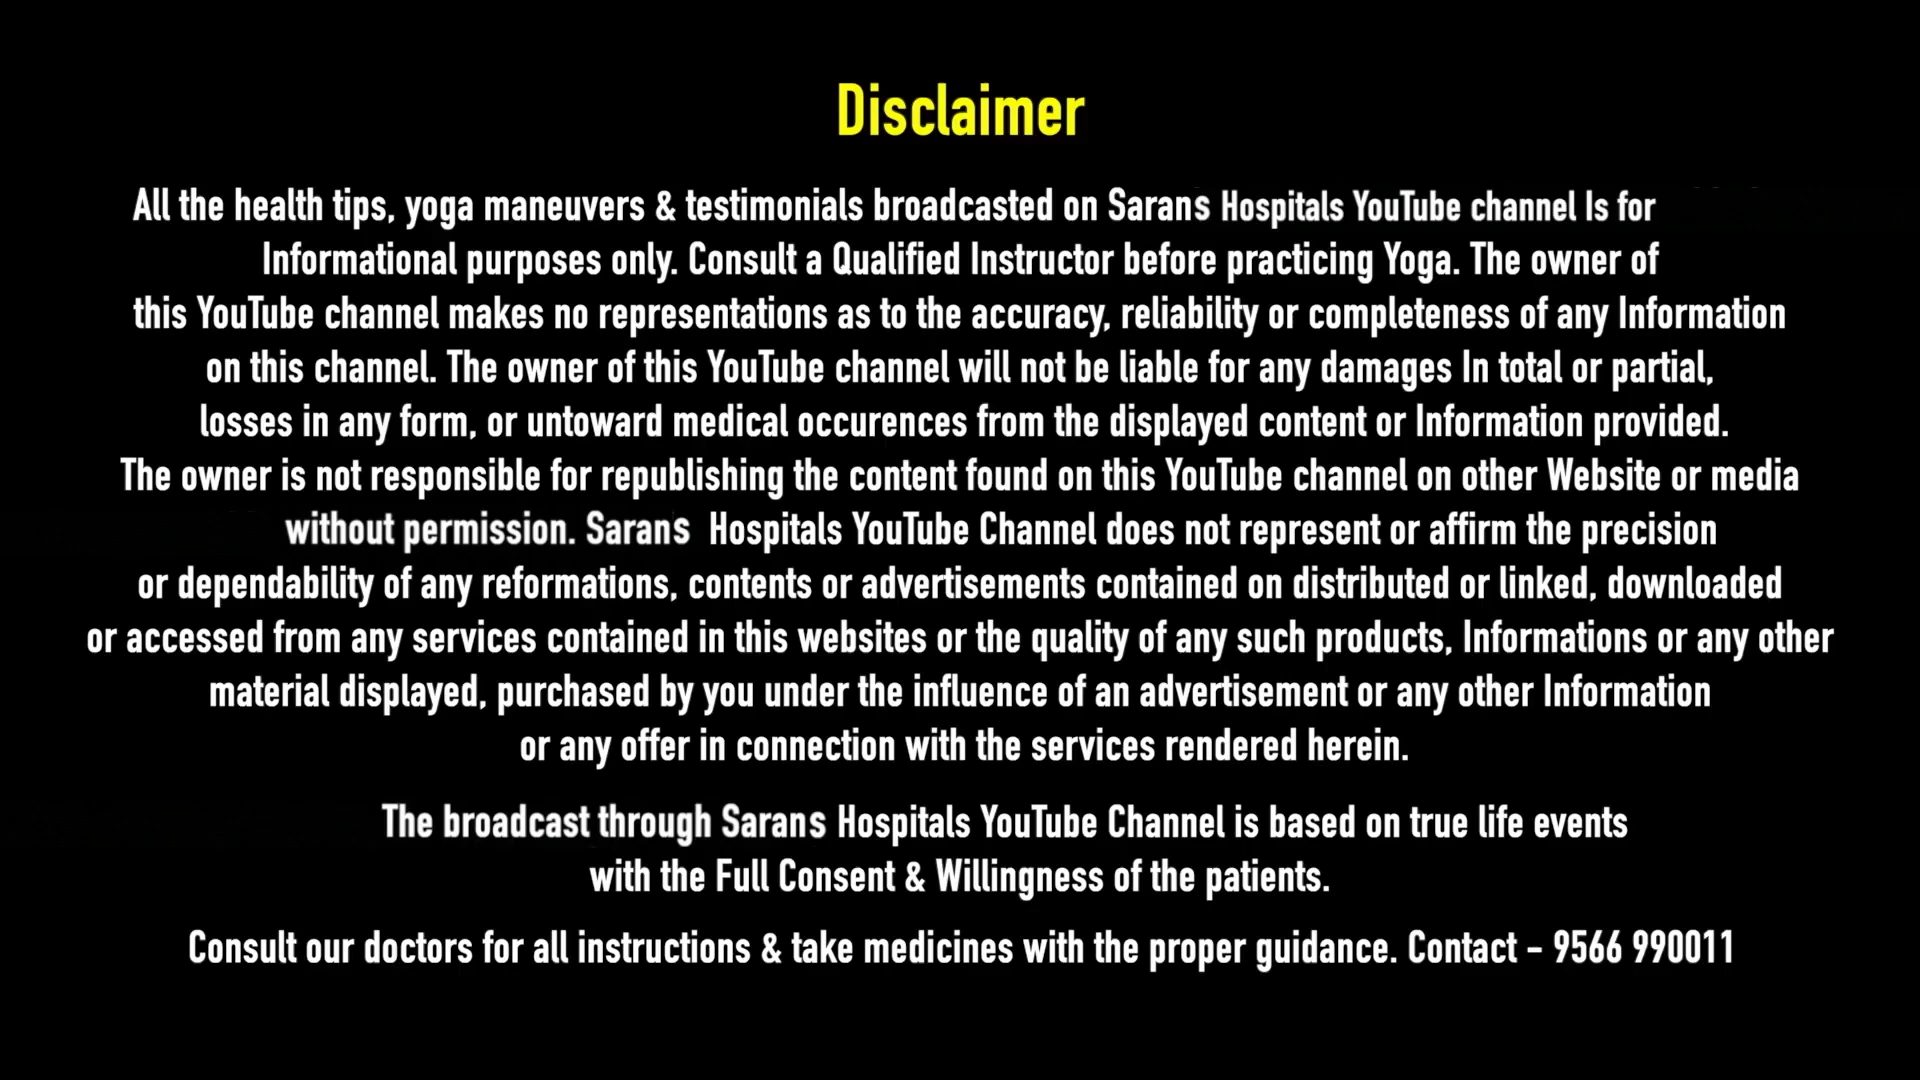 Disclaimer
All the health tips, yoga maneuvers & testimonials broadcasted on Sarans Hospitals YouTube channel Is for
Informational purposes only. Consult a Qualified Instructor before practicing Yoga. The owner of
this YouTube channel makes no representations as to the accuracy, reliability or completeness of any Information
on this channel. The owner of this YouTube channel will not be liable for any damages In total or partial,
losses in any form, or untoward medical occurences from the displayed content or Information provided.
The owner is not responsible for republishing the content found on this YouTube channel on other Website or media
without permission. Sarans Hospitals YouTube Channel does not represent or affirm the precision
or dependability of any reformations, contents or advertisements contained on distributed or linked, downloaded
or accessed from any services contained in this websites or the quality of any such products, Informations or any other
material displayed, purchased by you under the influence of an advertisement or any other Information
or any offer in connection with the services rendered herein.
The broadcast through Sarans Hospitals YouTube Channel is based on true life events
with the Full Consent & Willingness of the patients.
Consult our doctors for all instructions & take medicines with the proper guidance. Contact - 9566 990011